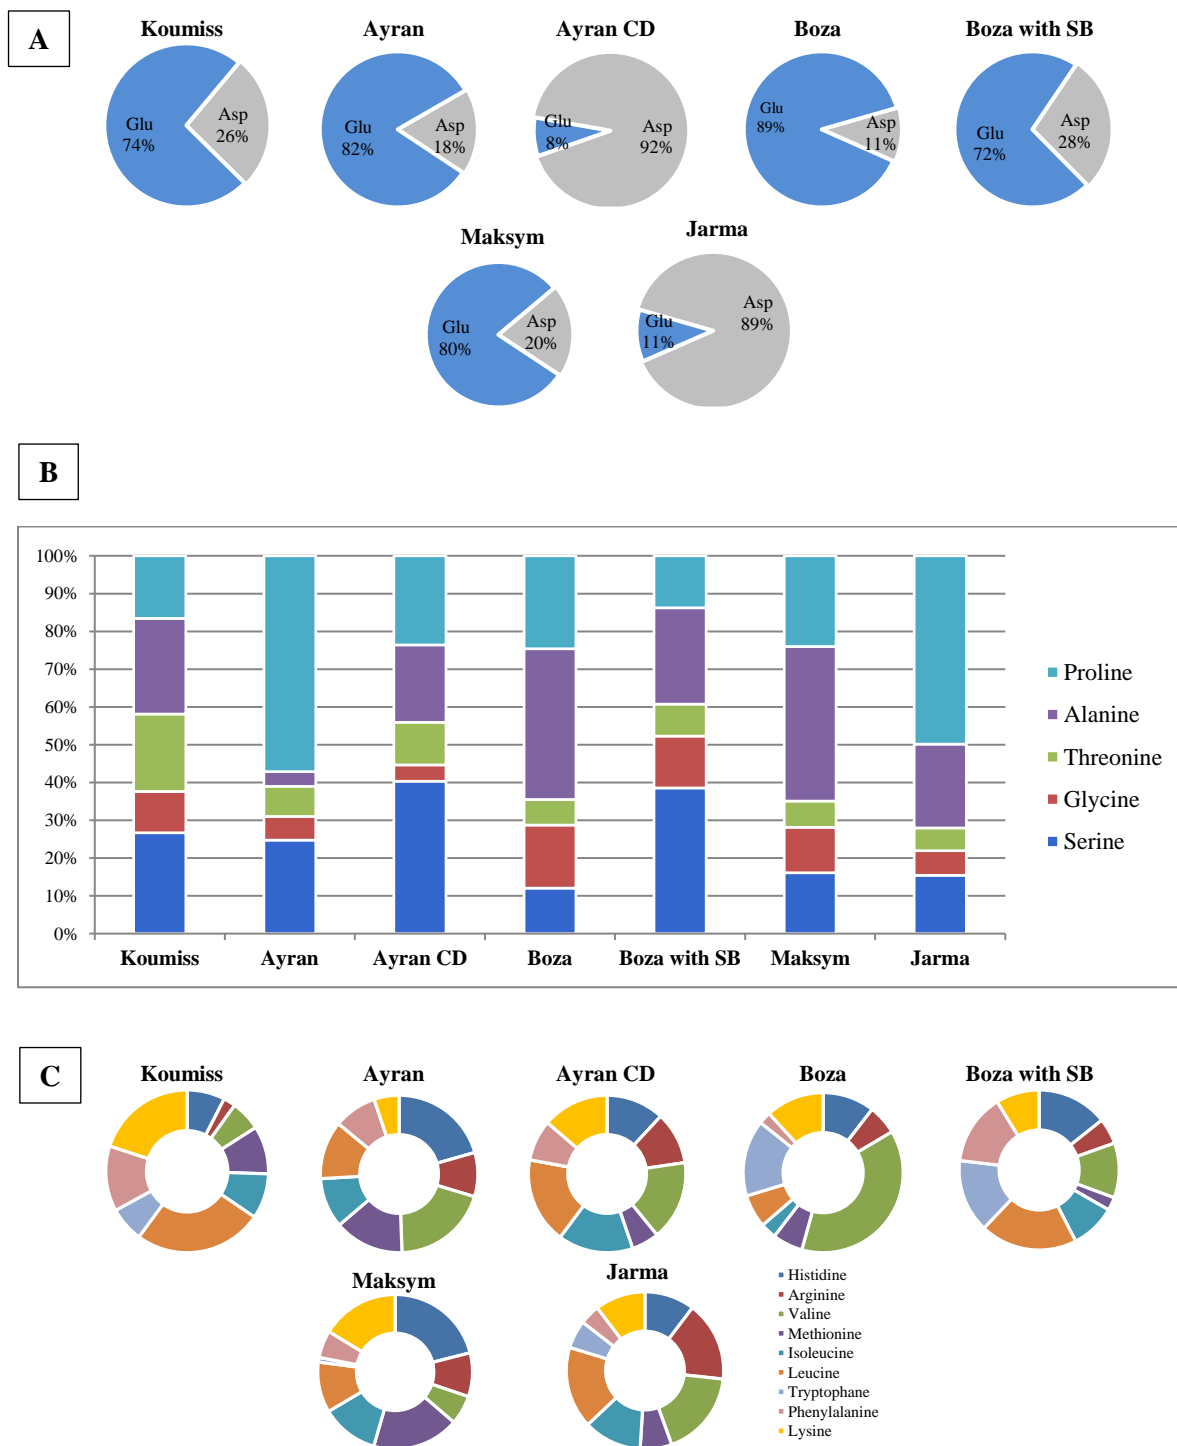 A
Koumiss
Ayran
Ayran CD
Boza
Boza with SB
Glu
74%
Asp
26%
Glu
82%
Asp
18%
Glu
8%
Asp
92%
Glu
89%
Asp
11%
Glu
72%
Asp
28%
Maksym
Jarma
Glu
80%
Asp
20%
Glu
11%
Asp
89%
B
100%
90%
80%
70%
60%
50%
40%
30%
20%
10%
0%
Koumiss
Ayran
Ayran CD
Boza
Boza with SB
Maksym
Jarma
Proline
Alanine
Threonine
Glycine
Serine
C
Koumiss
Ayran
Ayran CD
Boza
Boza with SB
Maksym
Jarma
Histidine
Arginine
Valine
Methionine
Isoleucine
Leucine
Tryptophane
Phenylalanine
Lysine